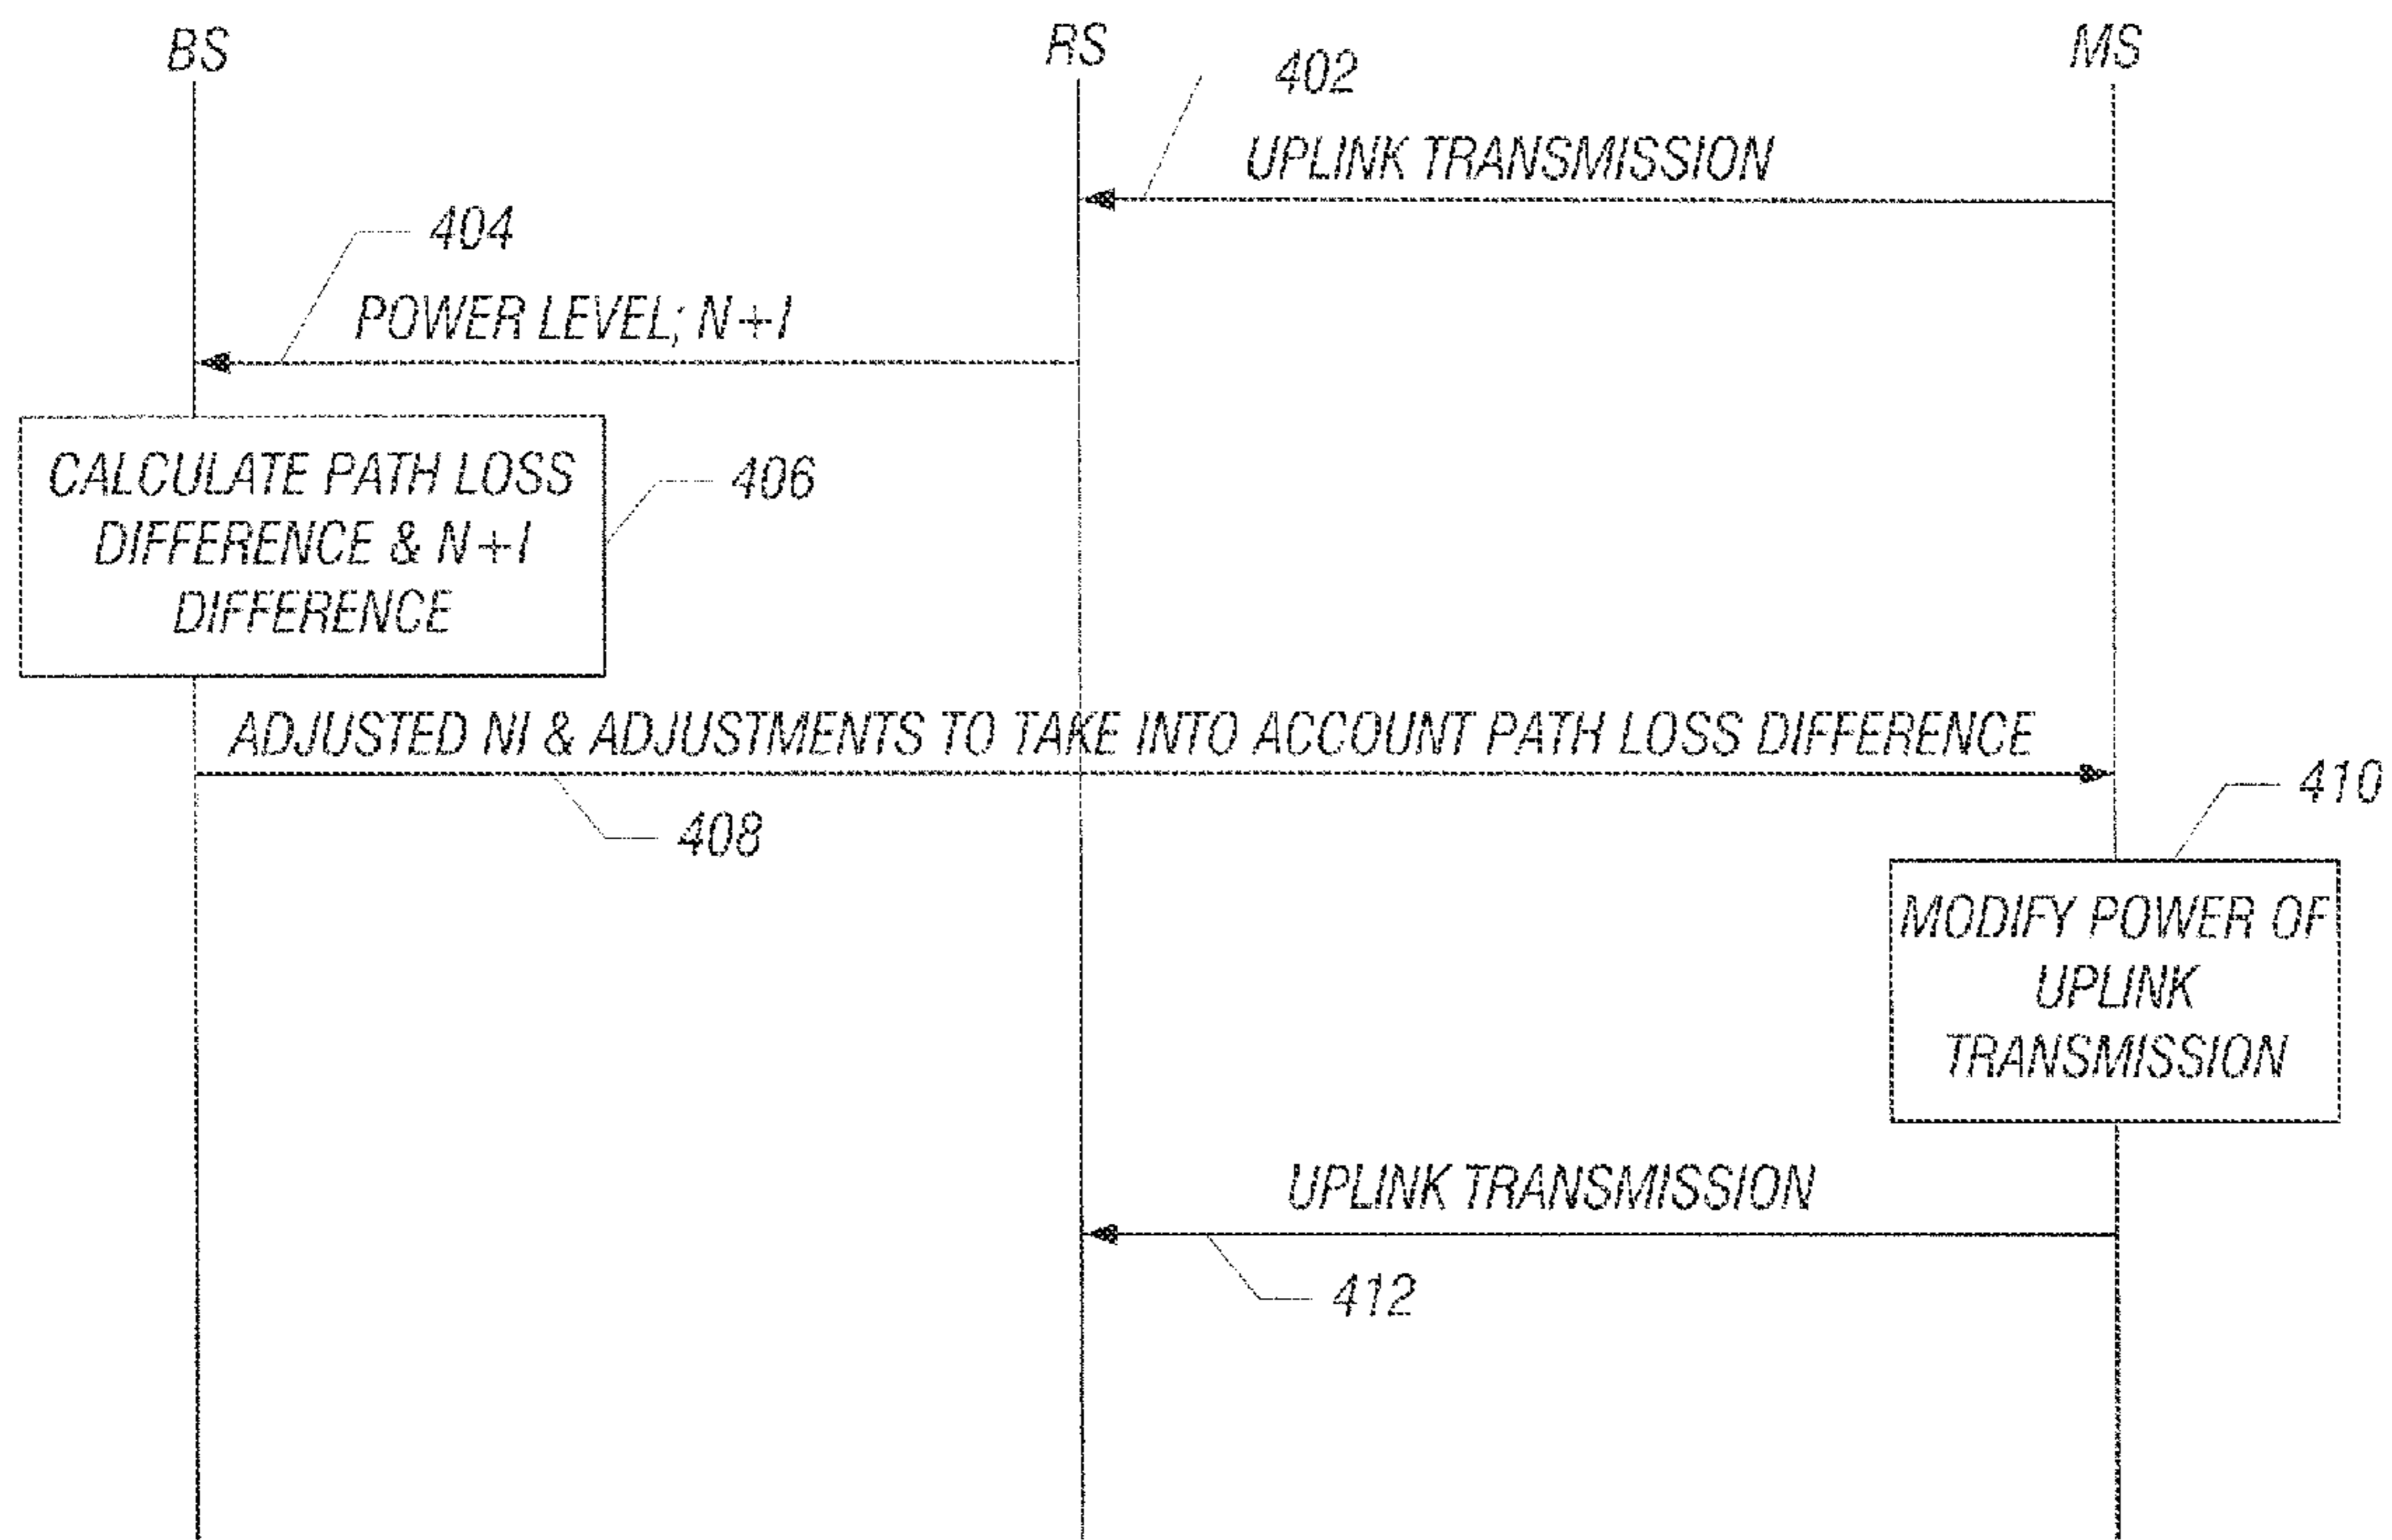 BS
RS
MS
402
UPLINK TRANSMISSION
404
POWER LEVEL; N+I
CALCULATE PATH LOSS
DIFFERENCE & N+I
DIFFERENCE
406
ADJUSTED NI & ADJUSTMENTS TO TAKE INTO ACCOUNT PATH LOSS DIFFERENCE
408
410
MODIFY POWER OF
UPLINK
TRANSMISSION
UPLINK TRANSMISSION
412